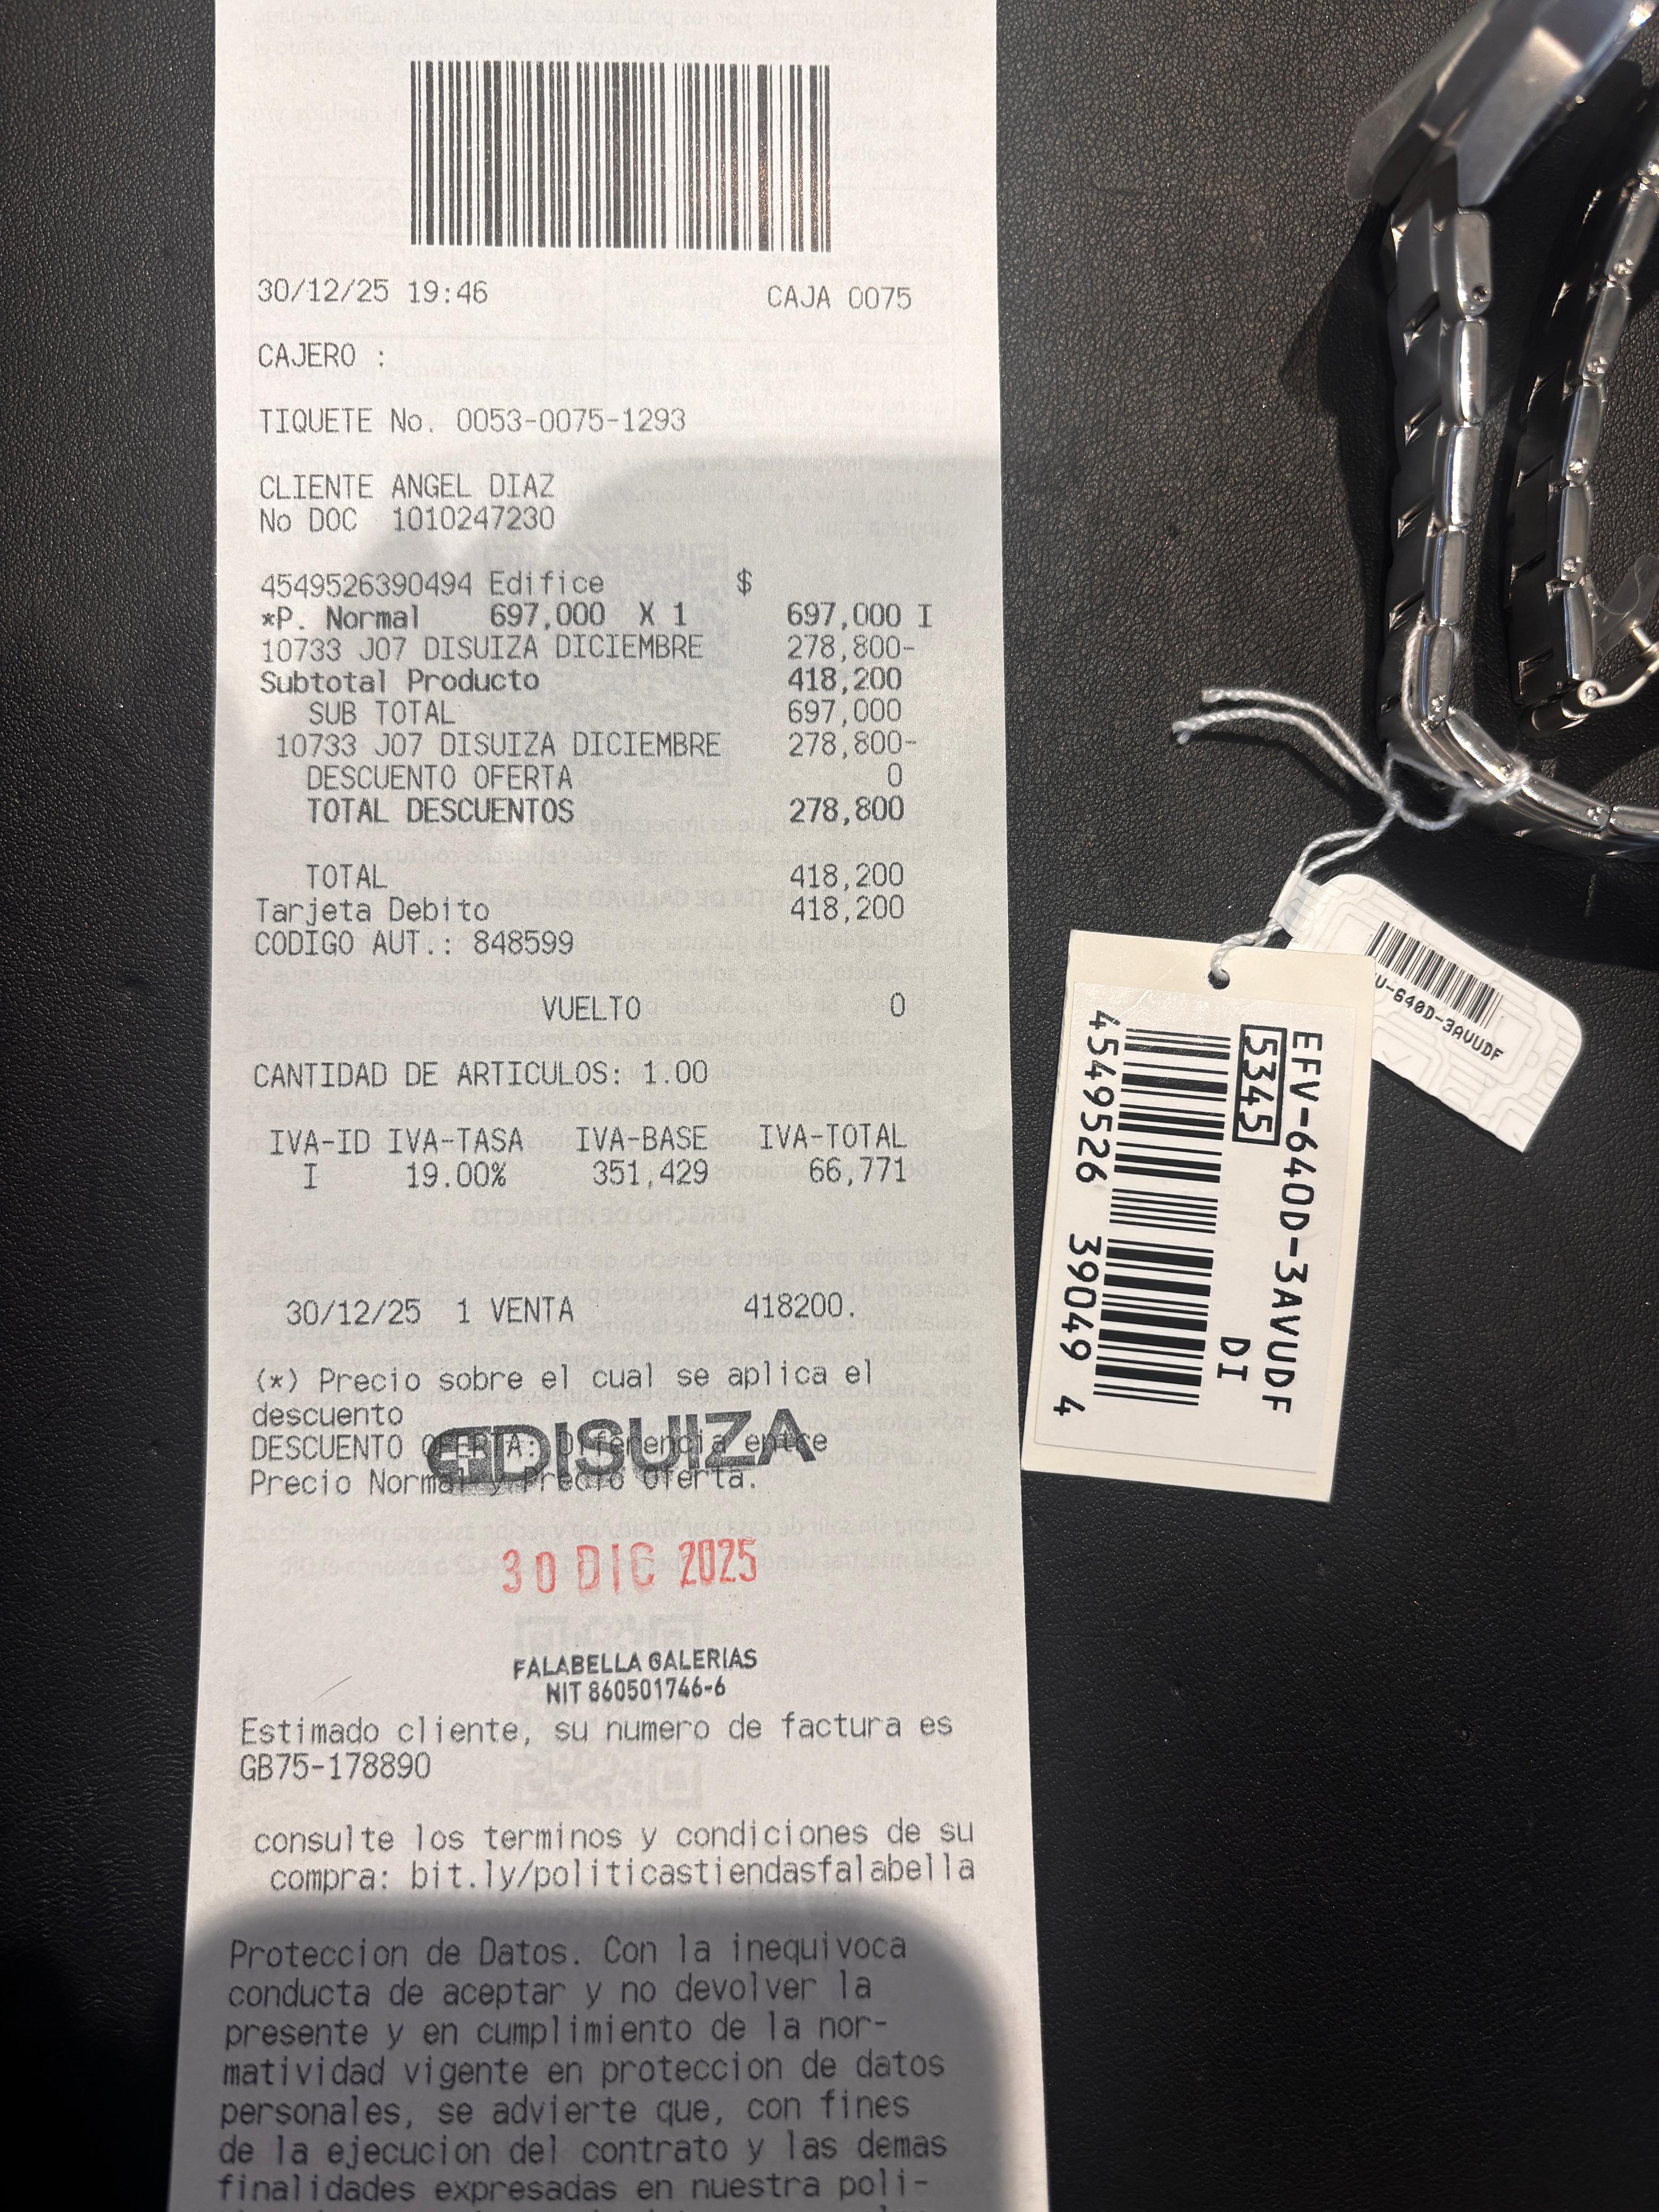 30/12/25 19:46 CAJA 0075
CAJERO :
TIQUETE No. 0053-0075-1293
CLIENTE ANGEL DIAZ
No DOC 1010247230
4549526390494 Edifice $
*P. Normal 697,000 X 1 697,000 I
10733 J07 DISUIZA DICIEMBRE 278,800-
Subtotal Producto 418,200
SUB TOTAL 697,000
10733 J07 DISUIZA DICIEMBRE 278,800-
DESCUENTO OFERTA 0
TOTAL DESCUENTOS 278,800
TOTAL 418,200
Tarjeta Debito 418,200
CODIGO AUT.: 848599
VUELTO 0
CANTIDAD DE ARTICULOS: 1.00
IVA-ID IVA-TASA IVA-BASE IVA-TOTAL
I 19.00% 351,429 66,771
30/12/25 1 VENTA 418200.
(*) Precio sobre el cual se aplica el
descuento
DISUIZA
DESCUENTO OFERTA: Diferencia entre
Precio Normal y Precio Oferta.
30 DIC 2025
FALABELLA GALERIAS
NIT 860501746-6
Estimado cliente, su numero de factura es
GB75-178890
consulte los terminos y condiciones de su
compra: bit.ly/politicastiendasfalabella
Proteccion de Datos. Con la inequivoca
conducta de aceptar y no devolver la
presente y en cumplimiento de la nor-
matividad vigente en proteccion de datos
personales, se advierte que, con fines
de la ejecucion del contrato y las demas
finalidades expresadas en nuestra poli-
EFV-640D-3AVUDF
5345 DI
4549526 39049 4
V-640D-3AVUDF